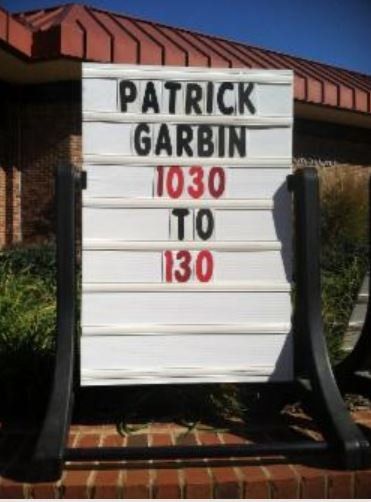 PATRICK
GARBIN
1030
TO
130